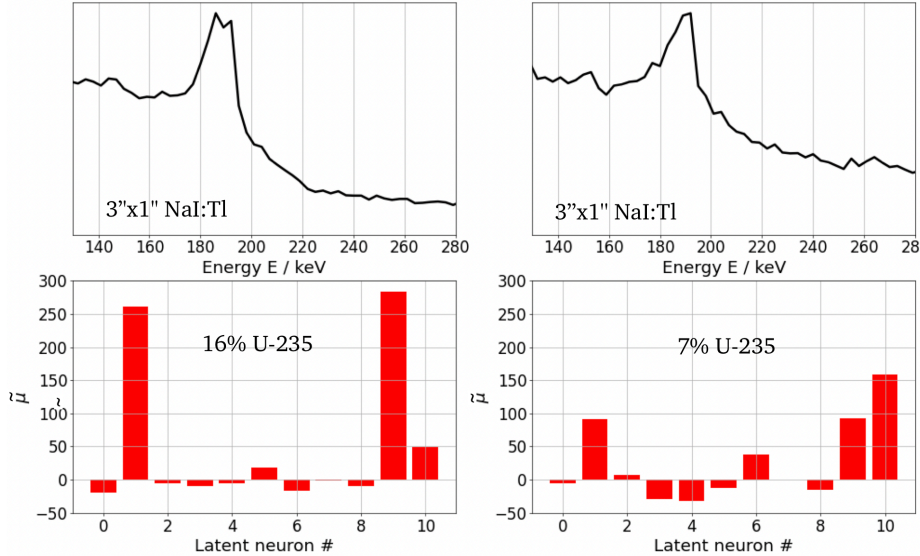 3”x1" NaI:Tl
140 160 180 200 220 240 260 280
Energy E / keV
3”x1" NaI:Tl
140 160 180 200 220 240 260 280
Energy E / keV
300
250
200
150
100
50
0
−50
μ̃
~
16% U-235
0 2 4 6 8 10
Latent neuron #
300
250
200
150
100
50
0
−50
μ̃
7% U-235
0 2 4 6 8 10
Latent neuron #